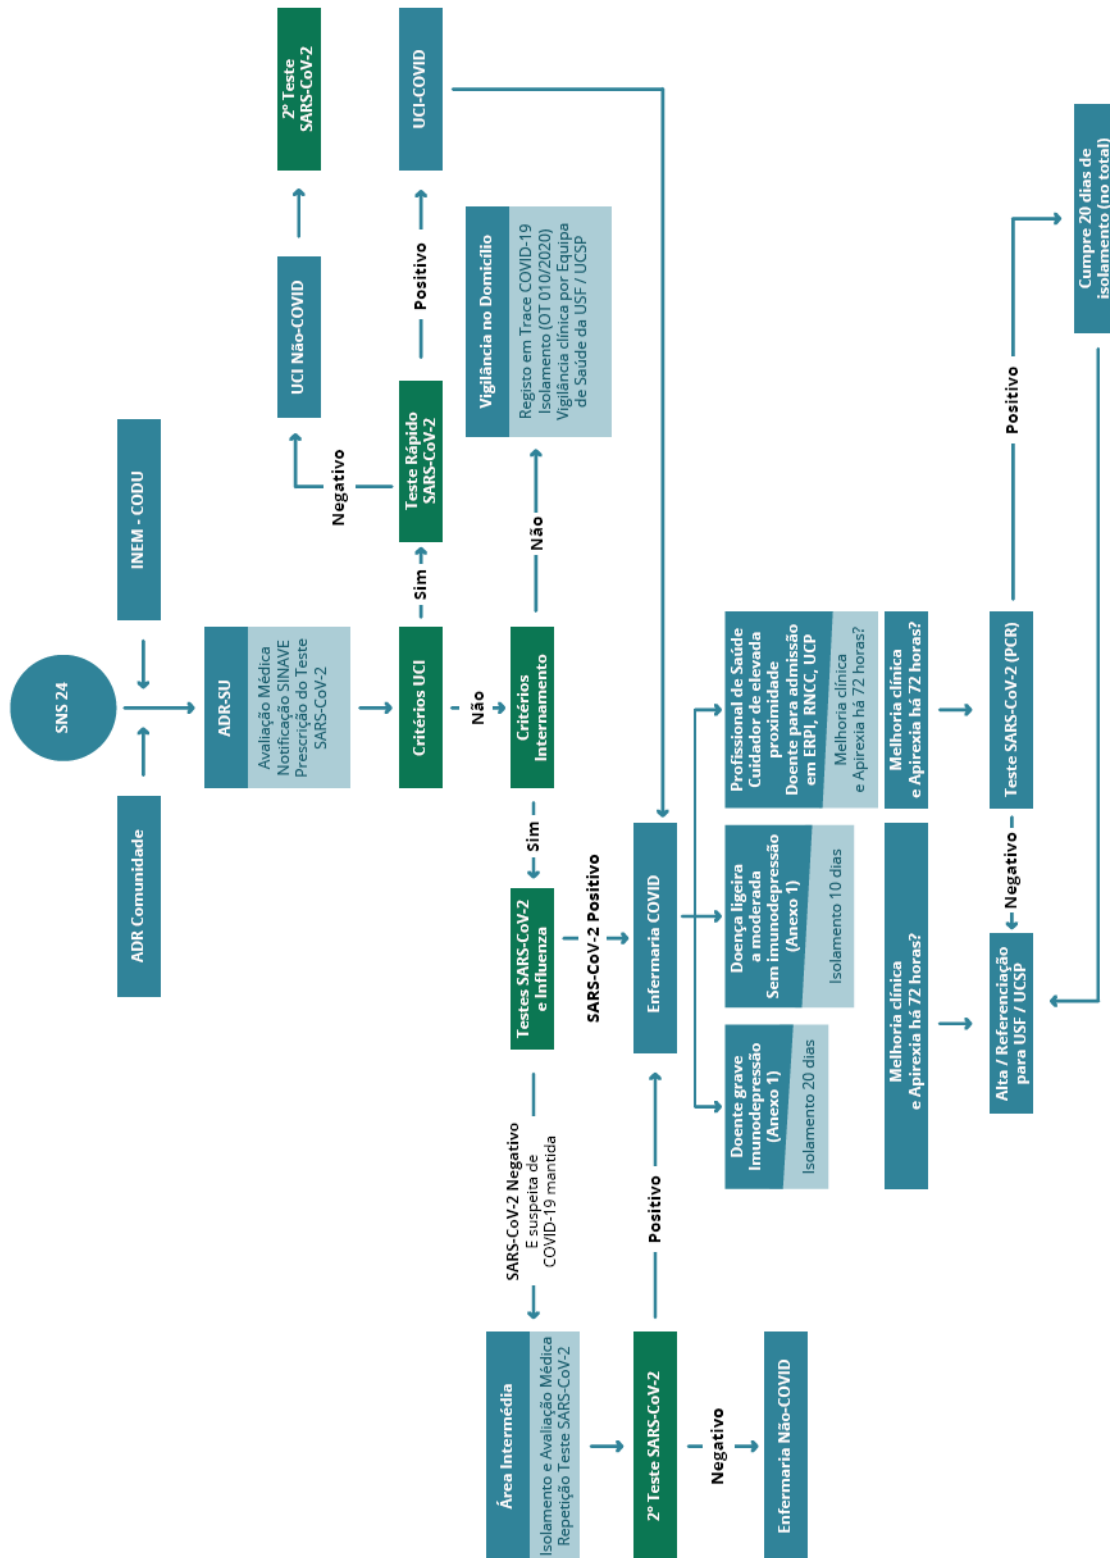 SNS 24
ADR Comunidade
INEM - CODU
ADR-SU
Avaliação Médica
Notificação SINAVE
Prescrição do Teste
SARS-CoV-2
Critérios UCI
Sim
Teste Rápido
SARS-CoV-2
Negativo
UCI Não-COVID
2º Teste
SARS-CoV-2
Positivo
UCI-COVID
Não
Critérios
Internamento
Não
Vigilância no Domicílio
Registo em Trace COVID-19
Isolamento (OT 010/2020)
Vigilância clínica por Equipa
de Saúde da USF / UCSP
Sim
Testes SARS-CoV-2
e Influenza
SARS-CoV-2 Negativo
E suspeita de
COVID-19 mantida
Área Intermédia
Isolamento e Avaliação Médica
Repetição Teste SARS-CoV-2
2º Teste SARS-CoV-2
Negativo
Enfermaria Não-COVID
Positivo
SARS-CoV-2 Positivo
Enfermaria COVID
Doente grave
Imunodepressão
(Anexo 1)
Isolamento 20 dias
Doença ligeira
a moderada
Sem imunodepressão
(Anexo 1)
Isolamento 10 dias
Profissional de Saúde
Cuidador de elevada
proximidade
Doente para admissão
em ERPI, RNCC, UCP
Melhoria clínica
e Apirexia há 72 horas?
Melhoria clínica
e Apirexia há 72 horas?
Melhoria clínica
e Apirexia há 72 horas?
Alta / Referenciação
para USF / UCSP
Negativo
Teste SARS-CoV-2 (PCR)
Positivo
Cumpre 20 dias de
isolamento (no total)